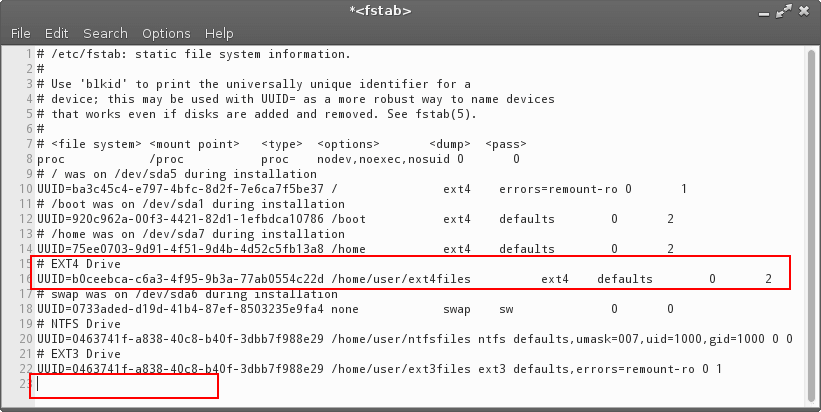 *<fstab>
File Edit Search Options Help
1 # /etc/fstab: static file system information.
2 #
3 # Use 'blkid' to print the universally unique identifier for a
4 # device; this may be used with UUID= as a more robust way to name devices
5 # that works even if disks are added and removed. See fstab(5).
6 #
7 # <file system> <mount point> <type> <options> <dump> <pass>
8 proc /proc proc nodev,noexec,nosuid 0 0
9 # / was on /dev/sda5 during installation
10 UUID=ba3c45c4-e797-4bfc-8d2f-7e6ca7f5be37 / ext4 errors=remount-ro 0 1
11 # /boot was on /dev/sda1 during installation
12 UUID=920c962a-00f3-4421-82d1-1efbdca10786 /boot ext4 defaults 0 2
13 # /home was on /dev/sda7 during installation
14 UUID=75ee0703-9d91-4f51-9d4b-4d52c5fb13a8 /home ext4 defaults 0 2
15 # EXT4 Drive
16 UUID=b0ceebca-c6a3-4f95-9b3a-77ab0554c22d /home/user/ext4files ext4 defaults 0 2
17 # swap was on /dev/sda6 during installation
18 UUID=0733aded-d19d-41b4-87ef-8503235e9fa4 none swap sw 0 0
19 # NTFS Drive
20 UUID=0463741f-a838-40c8-b40f-3dbb7f988e29 /home/user/ntfsfiles ntfs defaults,umask=007,uid=1000,gid=1000 0 0
21 # EXT3 Drive
22 UUID=0463741f-a838-40c8-b40f-3dbb7f988e29 /home/user/ext3files ext3 defaults,errors=remount-ro 0 1
23